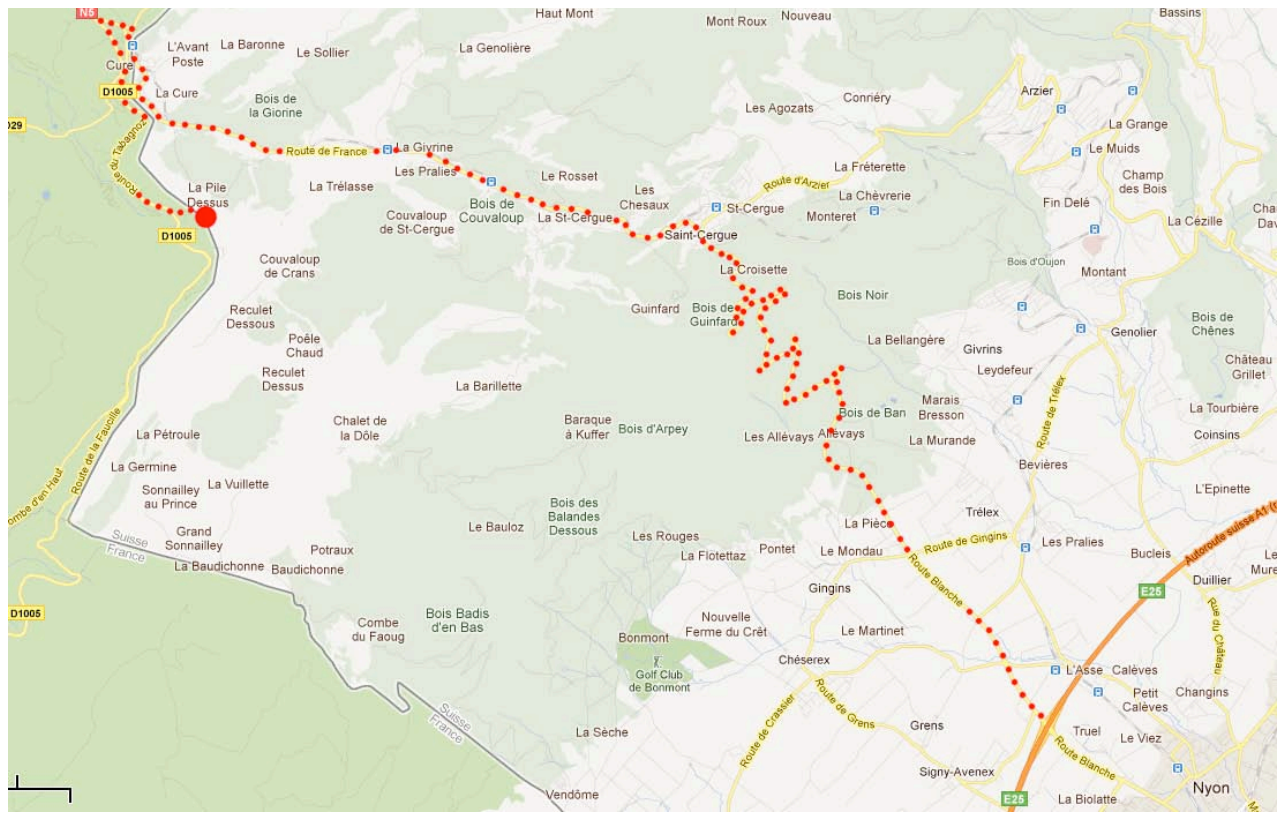 N5
Haut Mont
Mont Roux
Nouveau
Bassins
L'Avant
Poste
La Baronne
Le Sollier
La Genolière
Cure
D1005
La Cure
Bois de
la Gionne
Les Agozats
Conriéry
Arzier
La Grange
Le Muids
Route du Tabagnoz
Route de France
La Givrine
Les Pralies
La Trélasse
Le Rosset
La Fréterette
Route d'Arzier
La Chèvrerie
Champ
des Bois
La Pile
Dessus
Couvaloup
de St-Cergue
Bois de
Couvaloup
Les
Chesaux
La St-Cergue
St-Cergue
Monteret
Fin Delé
La Cézille
D1005
Saint-Cergue
Couvaloup
de Crans
La Croisette
Bois d'Oujon
Montant
Reculet
Dessous
Guinfard
Bois de
Guinfard
Bois Noir
Bois de
Chênes
Poêle
Chaud
La Bellangère
Genolier
Givrins
Leydefeur
Château
Grillet
Reculet
Dessus
La Barillette
Route de Trélex
Marais
Bresson
La Tourbière
Chalet de
la Dôle
Baraque
à Kuffer
Bois d'Arpey
Bois de Ban
Les Allévays
Allévays
La Murande
Coinsins
La Pétroule
Route de la Faucille
La Germine
Bevières
Sonnailley
au Prince
La Vuillette
L'Epinette
Bois des
Balandes
Dessous
Le Bauloz
La Pièce
Trélex
Autoroute suisse A1
Suisse
France
Grand
Sonnailley
Les Rouges
Potraux
La Flotettaz
Pontet
Le Mondau
Route de Gingins
Les Pralies
Bucleis
La Baudichonne
Baudichonne
Gingins
Route Blanche
Duillier
E25
D1005
Bois Badis
d'en Bas
Combe
du Faoug
Nouvelle
Ferme du Crêt
Rue du Château
Bonmont
Le Martinet
Chéserex
Golf Club
de Bonmont
L'Asse
Calèves
Suisse
France
Route de Crassier
Route de Grens
Petit
Calèves
Changins
La Sèche
Grens
Truel
Le Viez
Signy-Avenex
Route Blanche
Vendôme
E25
La Biolatte
Nyon